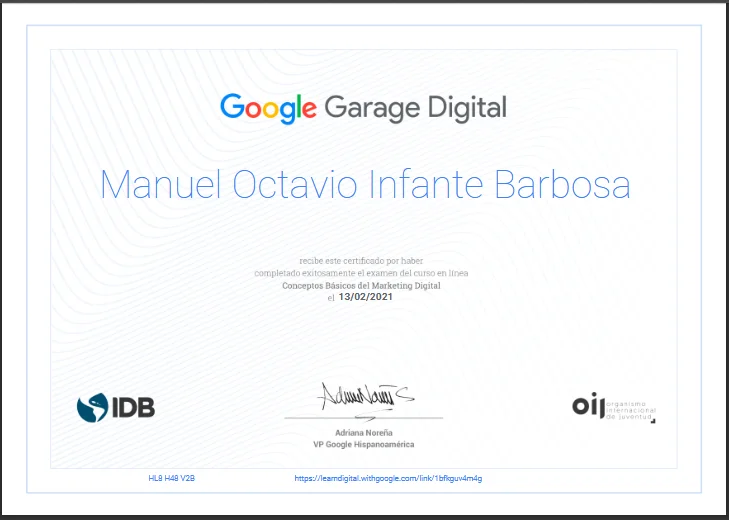 Google Garage Digital
Manuel Octavio Infante Barbosa
recibe este certificado por haber
completado exitosamente el examen del curso en línea
Conceptos Básicos del Marketing Digital
el 13/02/2021
IDB
Adriana Noreña
VP Google Hispanoamérica
oij organismo
internacional
de juventud
HL8 H48 V2B
https://learndigital.withgoogle.com/link/1bfkguv4m4g